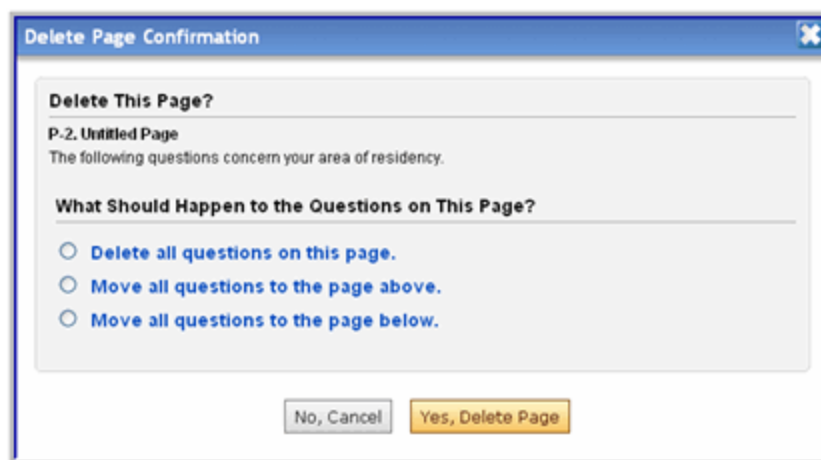 Delete Page Confirmation
Delete This Page?
P-2. Untitled Page
The following questions concern your area of residency.
What Should Happen to the Questions on This Page?
Delete all questions on this page.
Move all questions to the page above.
Move all questions to the page below.
No, Cancel
Yes, Delete Page